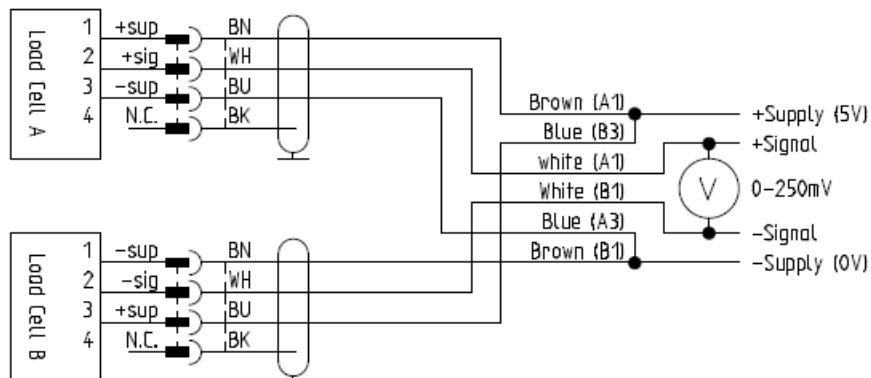 Load Cell A
1 +sup BN
2 +sig WH
3 -sup BU
4 N.C. BK
Brown (A1)
Blue (B3)
white (A1)
White (B1)
Blue (A3)
Brown (B1)
+Supply (5V)
+Signal
V 0-250mV
-Signal
-Supply (0V)
Load Cell B
1 -sup BN
2 -sig WH
3 +sup BU
4 N.C. BK